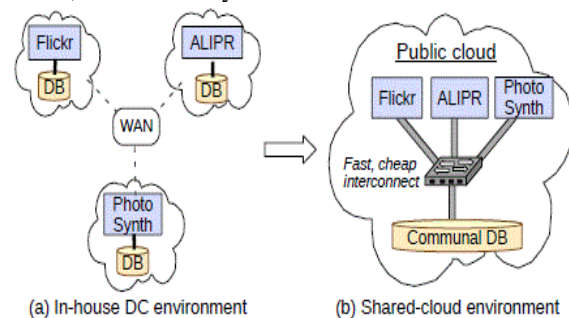 Flickr
DB
ALIPR
DB
WAN
Photo
Synth
DB
(a) In-house DC environment
Public cloud
Flickr
ALIPR
Photo
Synth
Fast, cheap
interconnect
Communal DB
(b) Shared-cloud environment